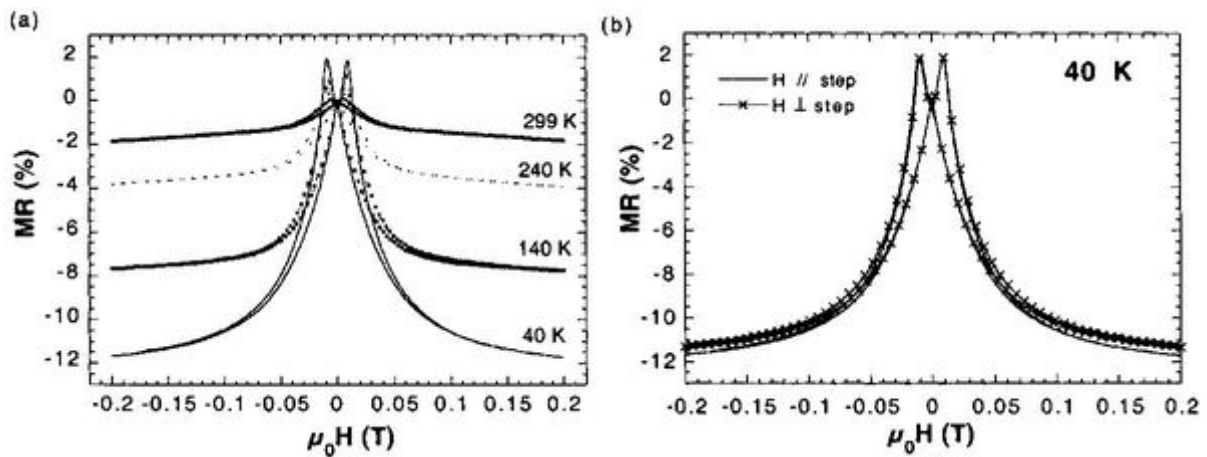 (a)
2
0
-2
-4
-6
-8
-10
-12
MR (%)
299 K
240 K
140 K
40 K
-0.2 -0.15 -0.1 -0.05 0 0.05 0.1 0.15 0.2
μ₀H (T)
(b)
2
0
-2
-4
-6
-8
-10
-12
MR (%)
40 K
H // step
H ⊥ step
-0.2 -0.15 -0.1 -0.05 0 0.05 0.1 0.15 0.2
μ₀H (T)